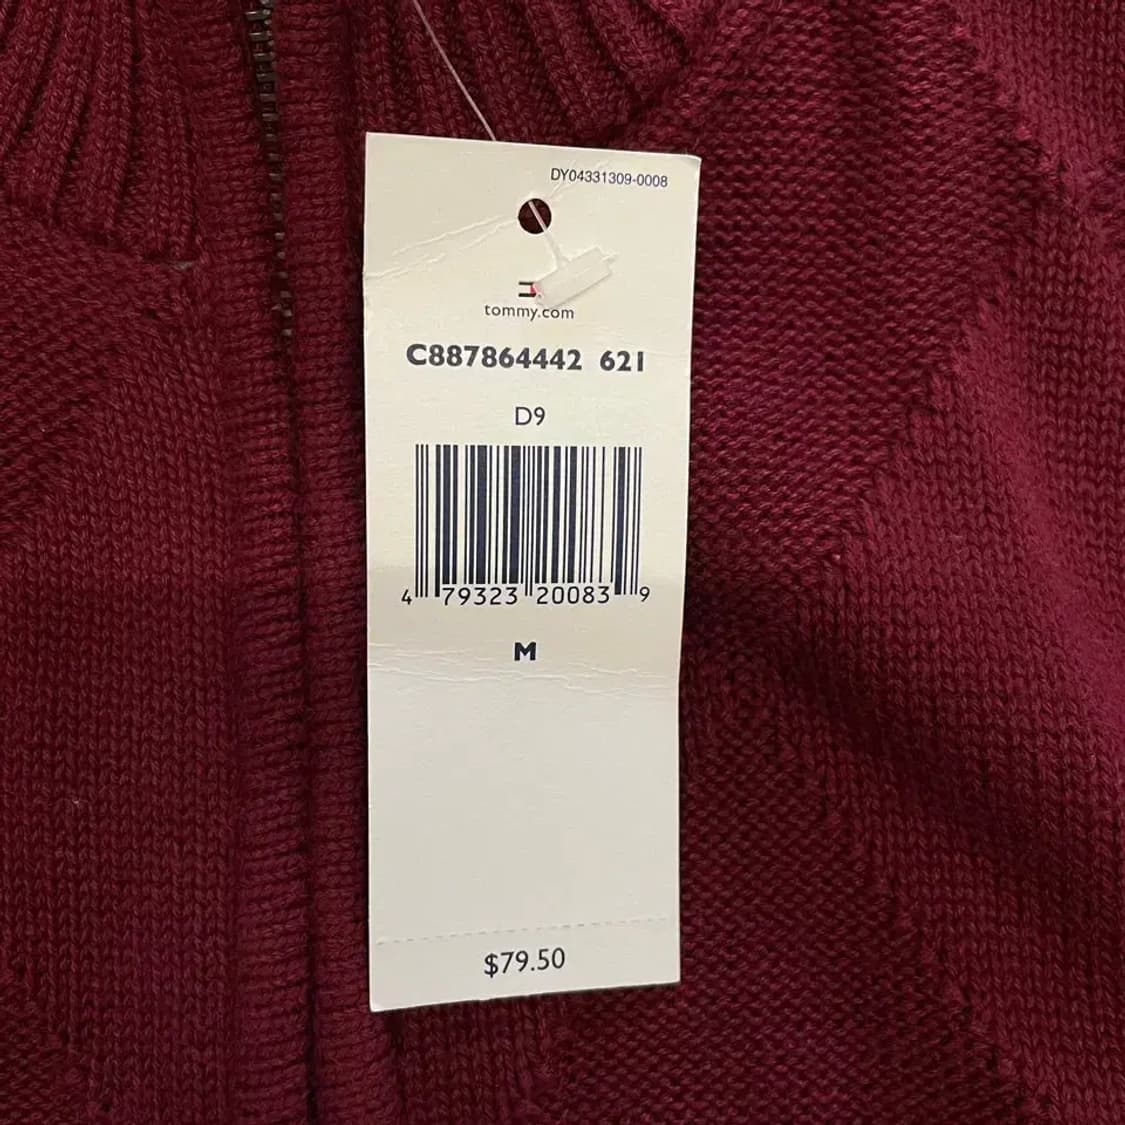 DY04331309-0008
tommy.com
C887864442 621
D9
4 79323 20083 9
M
$79.50